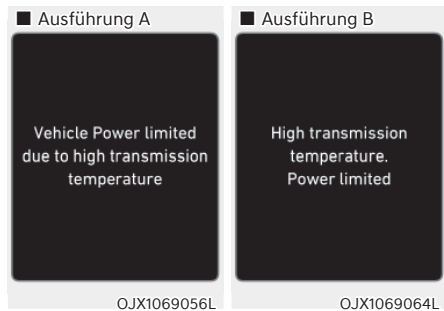 ■ Ausführung A
Vehicle Power limited
due to high transmission
temperature
OJX1069056L
■ Ausführung B
High transmission
temperature.
Power limited
OJX1069064L